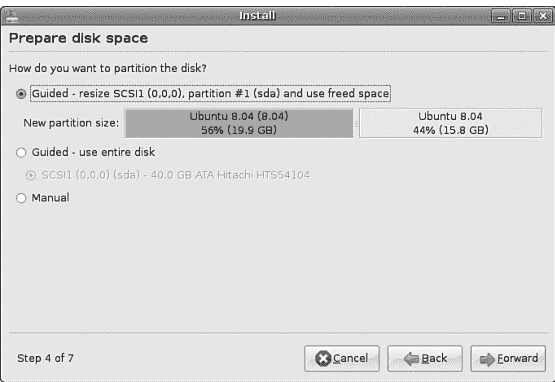 Install
Prepare disk space
How do you want to partition the disk?
Guided - resize SCSI1 (0,0,0), partition #1 (sda) and use freed space
New partition size:
Ubuntu 8.04 (8.04)
56% (19.9 GB)
Ubuntu 8.04
44% (15.8 GB)
Guided - use entire disk
SCSI1 (0,0,0) (sda) - 40.0 GB ATA Hitachi HTS54104
Manual
Step 4 of 7
Cancel
Back
Forward